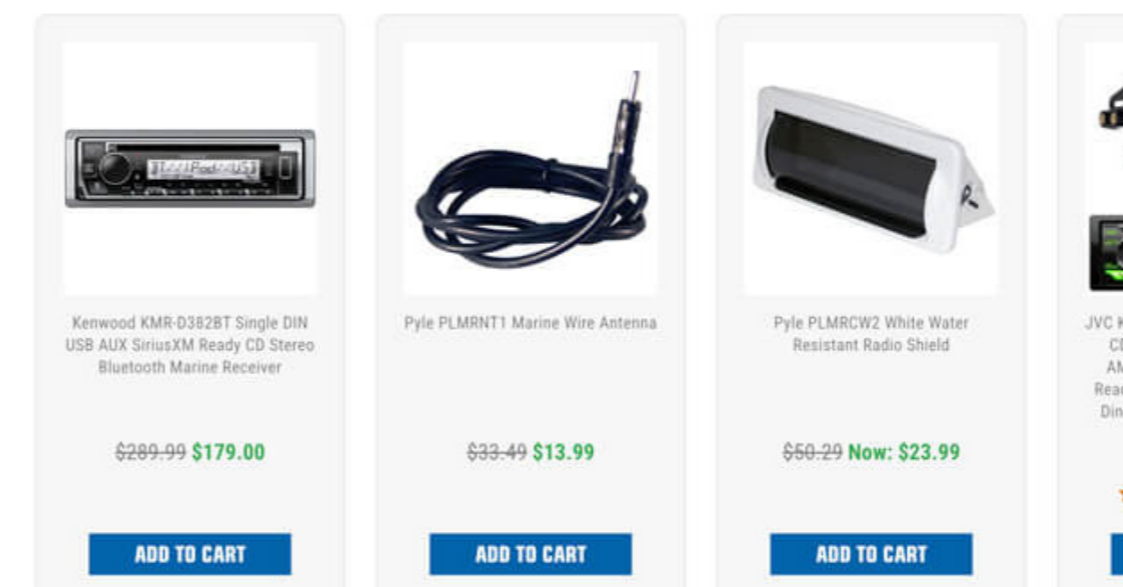 Kenwood KMR-D382BT Single DIN
USB AUX SiriusXM Ready CD Stereo
Bluetooth Marine Receiver
$289.99 $179.00
ADD TO CART
Pyle PLMRNT1 Marine Wire Antenna
$33.49 $13.99
ADD TO CART
Pyle PLMRCW2 White Water
Resistant Radio Shield
$50.29 Now: $23.99
ADD TO CART
JVC